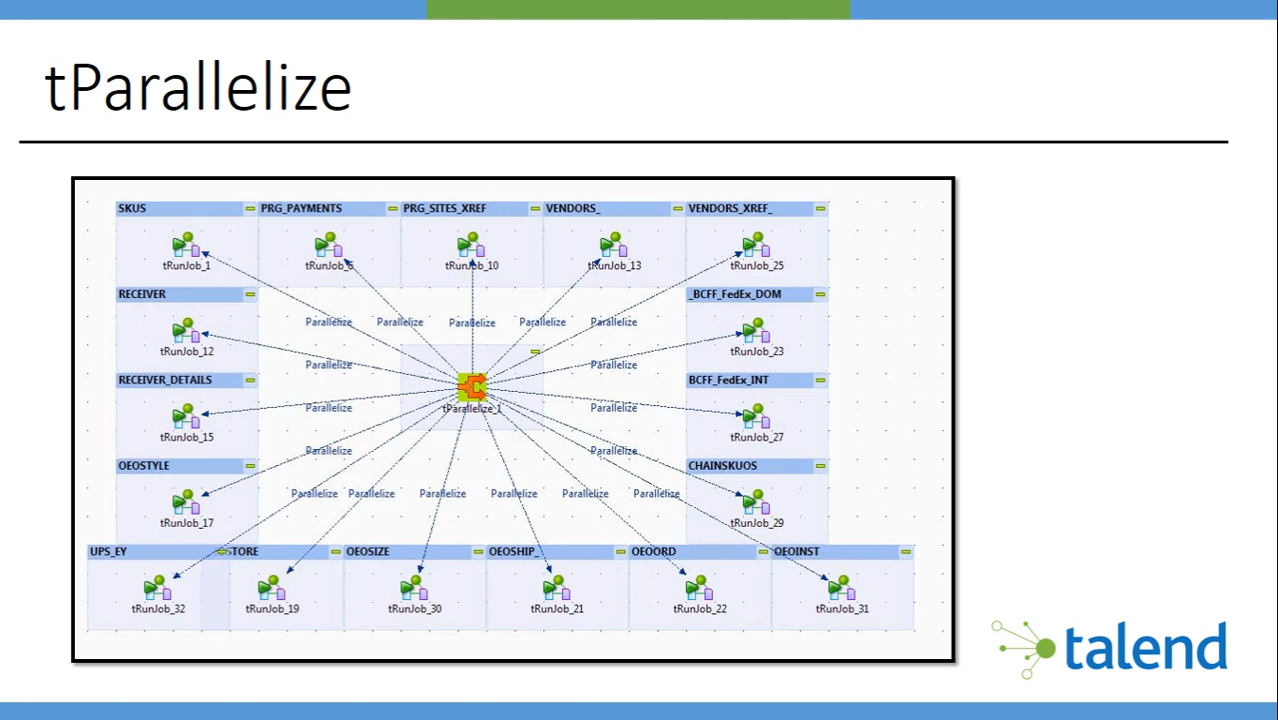 tParallelize
SKUS PRG_PAYMENTS PRG_SITES_XREF VENDORS_ VENDORS_XREF_
tRunJob_1 tRunJob_6 tRunJob_10 tRunJob_13 tRunJob_25
RECEIVER _BCFF_FedEx_DOM
Parallelize Parallelize Parallelize Parallelize Parallelize
tRunJob_12 tRunJob_23
Parallelize Parallelize
RECEIVER_DETAILS BCFF_FedEx_INT
Parallelize tParallelize_1 Parallelize
tRunJob_15 tRunJob_27
Parallelize Parallelize
OEOSTYLE CHAINSKUOS
Parallelize Parallelize Parallelize Parallelize Parallelize Parallelize
tRunJob_17 tRunJob_29
UPS_EY STORE OEOSIZE OEOSHIP_ OEOORD OEOINST
tRunJob_32 tRunJob_19 tRunJob_30 tRunJob_21 tRunJob_22 tRunJob_31
talend